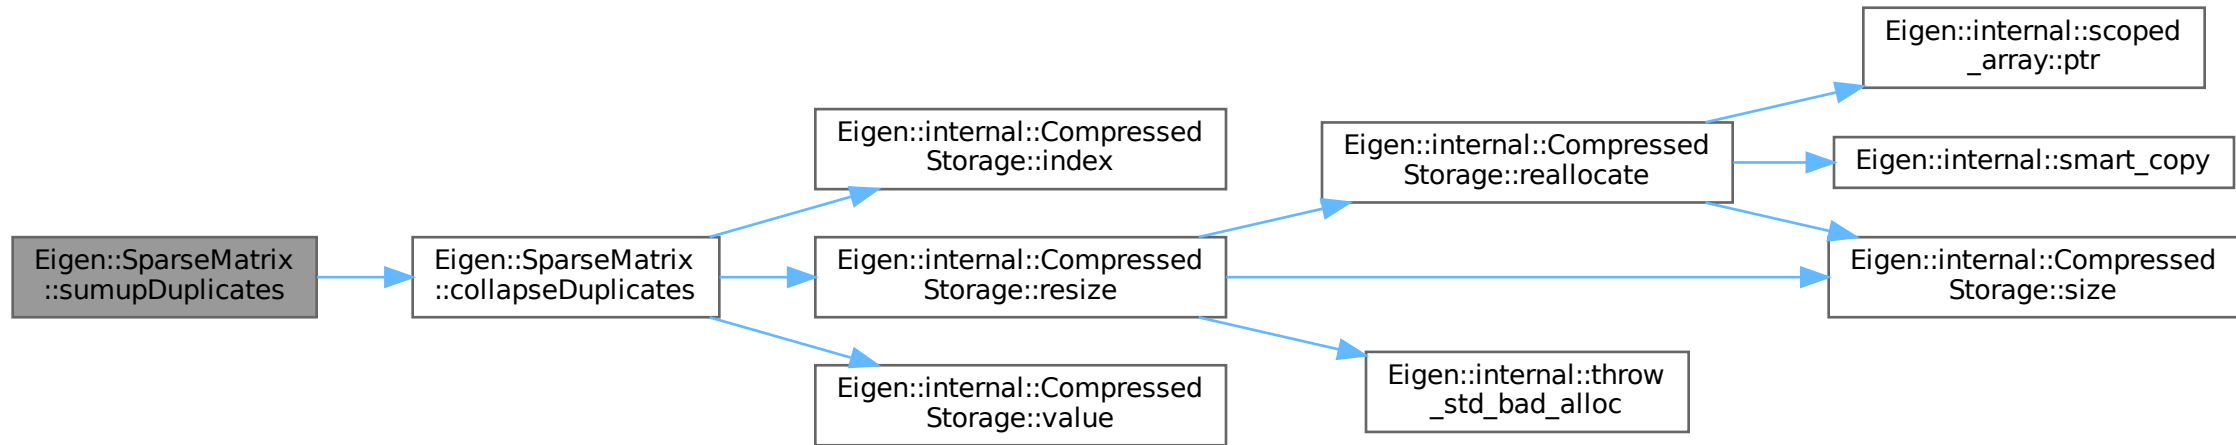 Eigen::SparseMatrix
::sumupDuplicates
Eigen::SparseMatrix
::collapseDuplicates
Eigen::internal::Compressed
Storage::index
Eigen::internal::Compressed
Storage::resize
Eigen::internal::Compressed
Storage::value
Eigen::internal::Compressed
Storage::reallocate
Eigen::internal::throw
_std_bad_alloc
Eigen::internal::scoped
_array::ptr
Eigen::internal::smart_copy
Eigen::internal::Compressed
Storage::size